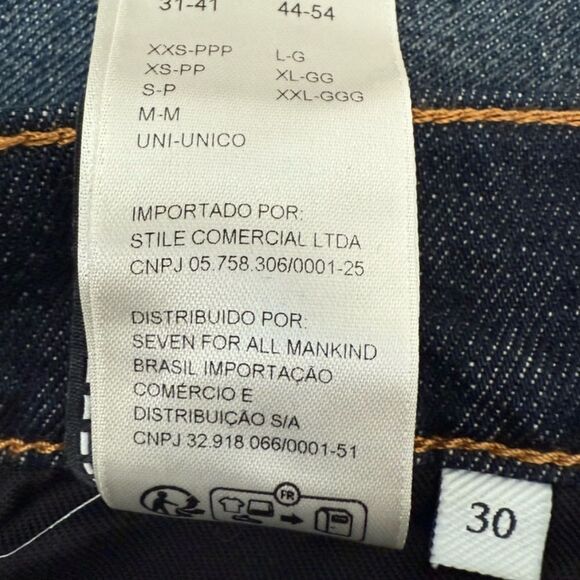 31-41 44-54
XXS-PPP L-G
XS-PP XL-GG
S-P XXL-GGG
M-M
UNI-UNICO
IMPORTADO POR:
STILE COMERCIAL LTDA
CNPJ 05.758.306/0001-25
DISTRIBUIDO POR:
SEVEN FOR ALL MANKIND
BRASIL IMPORTAÇÃO
COMÉRCIO E
DISTRIBUIÇÃO S/A
CNPJ 32.918 066/0001-51
FR
30